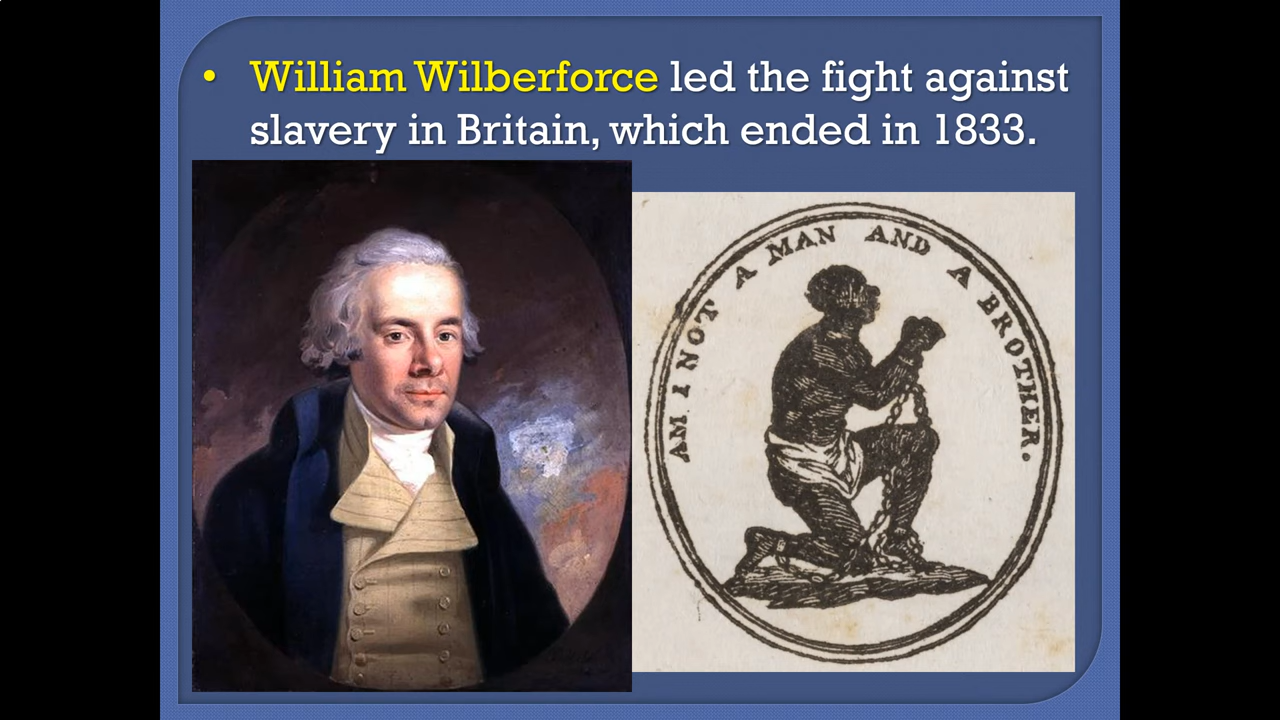 • William Wilberforce led the fight against
slavery in Britain, which ended in 1833.
AM I NOT A MAN AND A BROTHER.